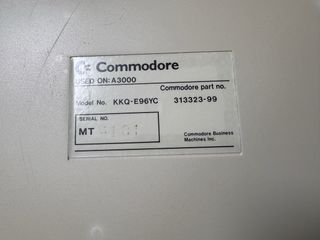 Commodore
USED ON: A3000
Commodore part no.
Model No. KKQ-E96YC 313323-99
SERIAL NO.
MT
Commodore Business
Machines Inc.